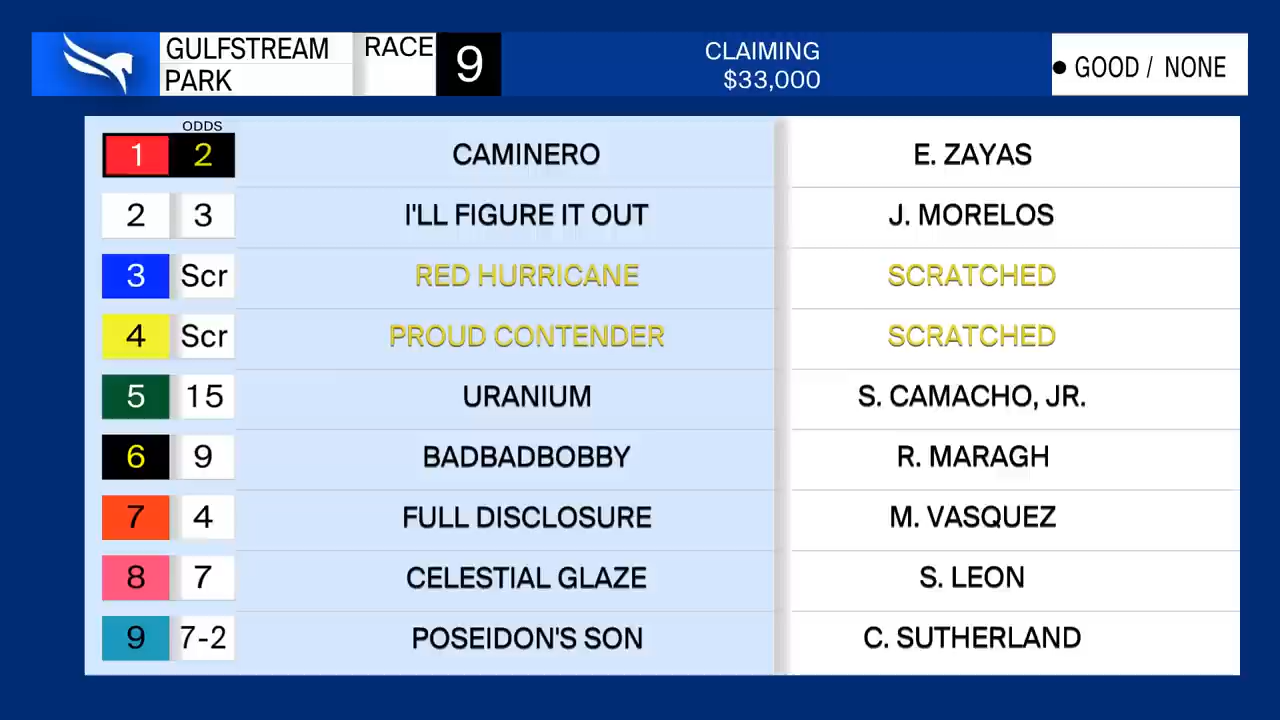 GULFSTREAM PARK RACE 9 CLAIMING $33,000 ● GOOD / NONE
ODDS
1 2 CAMINERO E. ZAYAS
2 3 I'LL FIGURE IT OUT J. MORELOS
3 Scr RED HURRICANE SCRATCHED
4 Scr PROUD CONTENDER SCRATCHED
5 15 URANIUM S. CAMACHO, JR.
6 9 BADBADBOBBY R. MARAGH
7 4 FULL DISCLOSURE M. VASQUEZ
8 7 CELESTIAL GLAZE S. LEON
9 7-2 POSEIDON'S SON C. SUTHERLAND